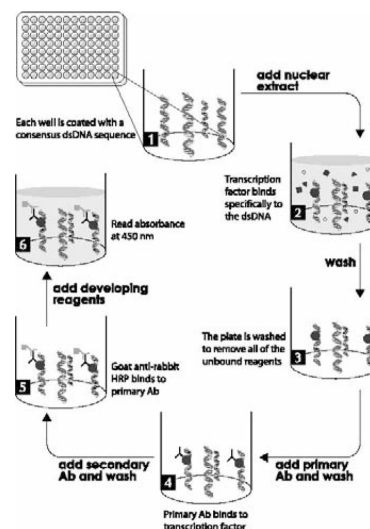 add nuclear
extract
Each well is coated with a
consensus dsDNA sequence
1
Transcription
factor binds
specifically to
the dsDNA
2
wash
The plate is washed
to remove all of the
unbound reagents
3
add primary
Ab and wash
4
Primary Ab binds to
transcription factor
add secondary
Ab and wash
5
Goat anti-rabbit
HRP binds to
primary Ab
add developing
reagents
6
Read absorbance
at 450 nm